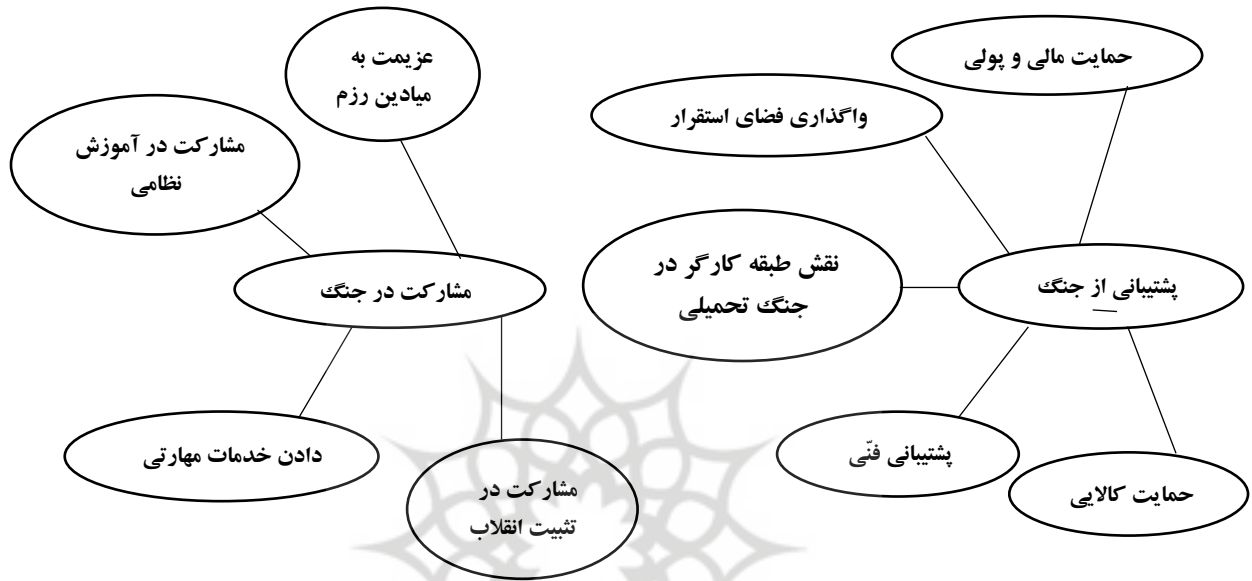 حمایت مالی و پولی
واگذاری فضای استقرار
نقش طبقه کارگر در
جنگ تحمیلی
پشتیبانی از جنگ
پشتیبانی فنّی
حمایت کالایی
عزیمت به
میادین رزم
مشارکت در آموزش
نظامی
مشارکت در جنگ
دادن خدمات مهارتی
مشارکت در
تثبیت انقلاب